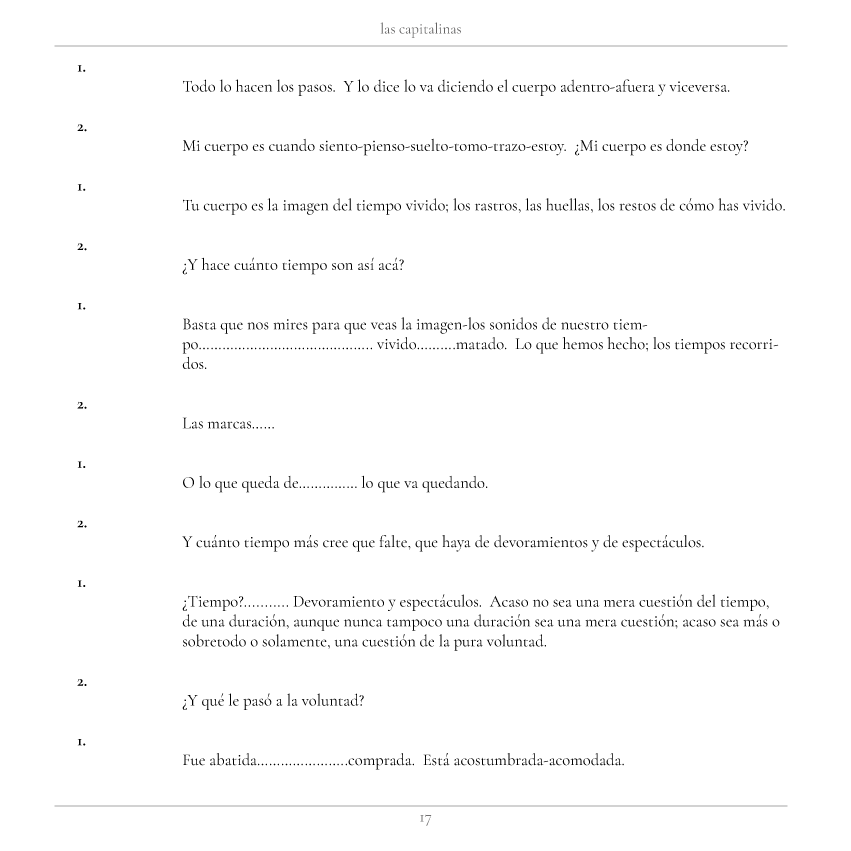 las capitalinas
1.
Todo lo hacen los pasos.  Y lo dice lo va diciendo el cuerpo adentro-afuera y viceversa.
2.
Mi cuerpo es cuando siento-pienso-suelto-tomo-trazo-estoy.  ¿Mi cuerpo es donde estoy?
1.
Tu cuerpo es la imagen del tiempo vivido; los rastros, las huellas, los restos de cómo has vivido.
2.
¿Y hace cuánto tiempo son así acá?
1.
Basta que nos mires para que veas la imagen-los sonidos de nuestro tiem-
po............................................ vivido..........matado.  Lo que hemos hecho; los tiempos recorri-
dos.
2.
Las marcas......
1.
O lo que queda de............... lo que va quedando.
2.
Y cuánto tiempo más cree que falte, que haya de devoramientos y de espectáculos.
1.
¿Tiempo?........... Devoramiento y espectáculos.  Acaso no sea una mera cuestión del tiempo,
de una duración, aunque nunca tampoco una duración sea una mera cuestión; acaso sea más o
sobretodo o solamente, una cuestión de la pura voluntad.
2.
¿Y qué le pasó a la voluntad?
1.
Fue abatida.......................comprada.  Está acostumbrada-acomodada.
17